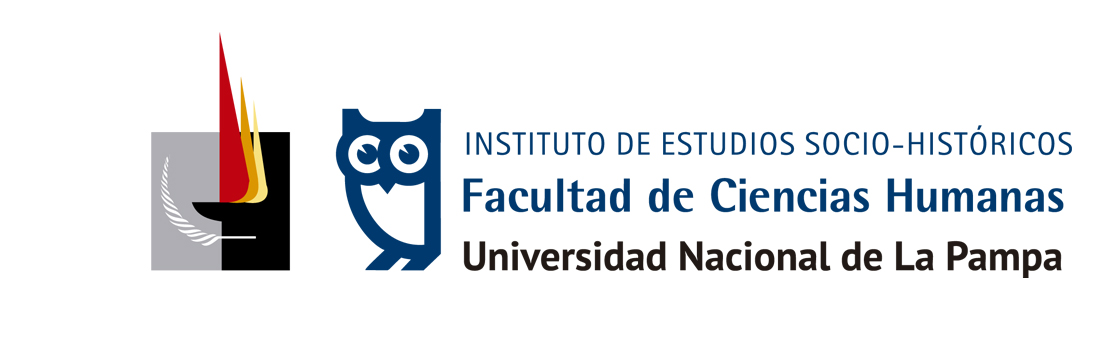 INSTITUTO DE ESTUDIOS SOCIO-HISTÓRICOS
Facultad de Ciencias Humanas
Universidad Nacional de La Pampa